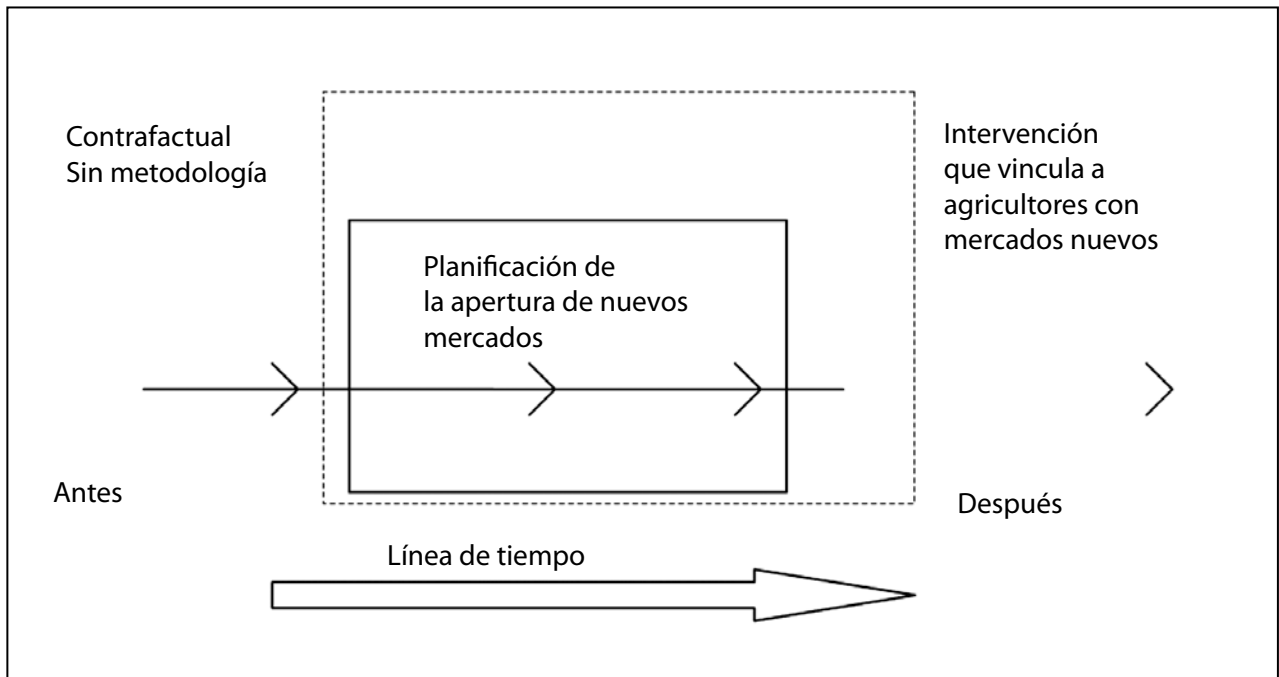 Contrafactual
Sin metodología
Intervención
que vincula a
agricultores con
mercados nuevos
Planificación de
la apertura de nuevos
mercados
Antes
Después
Línea de tiempo